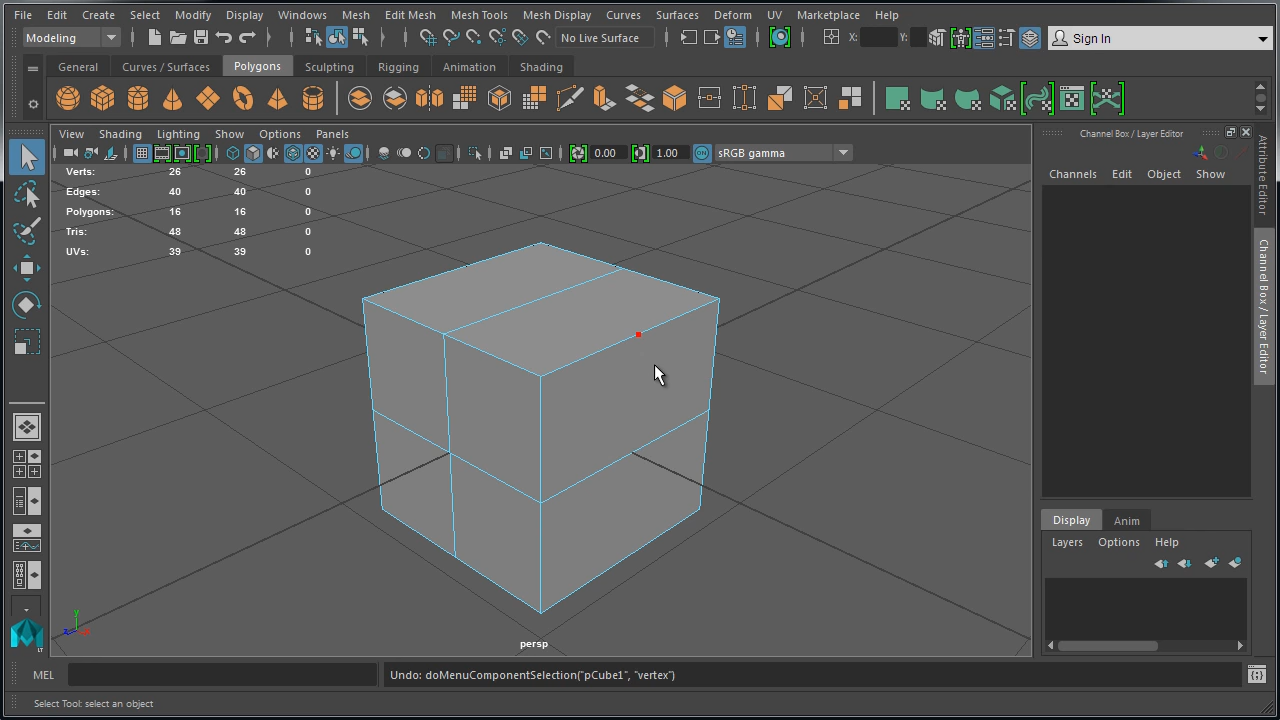 File Edit Create Select Modify Display Windows Mesh Edit Mesh Mesh Tools Mesh Display Curves Surfaces Deform UV Marketplace Help
Modeling No Live Surface X: Y: Sign In
General Curves / Surfaces Polygons Sculpting Rigging Animation Shading
View Shading Lighting Show Options Panels
0.00 1.00 ON sRGB gamma
Verts: 26 26 0
Edges: 40 40 0
Polygons: 16 16 0
Tris: 48 48 0
UVs: 39 39 0
persp
y
z
LT
Channel Box / Layer Editor
Channels Edit Object Show
Attribute Editor
Channel Box / Layer Editor
Display Anim
Layers Options Help
MEL Undo: doMenuComponentSelection("pCube1", "vertex")
Select Tool: select an object